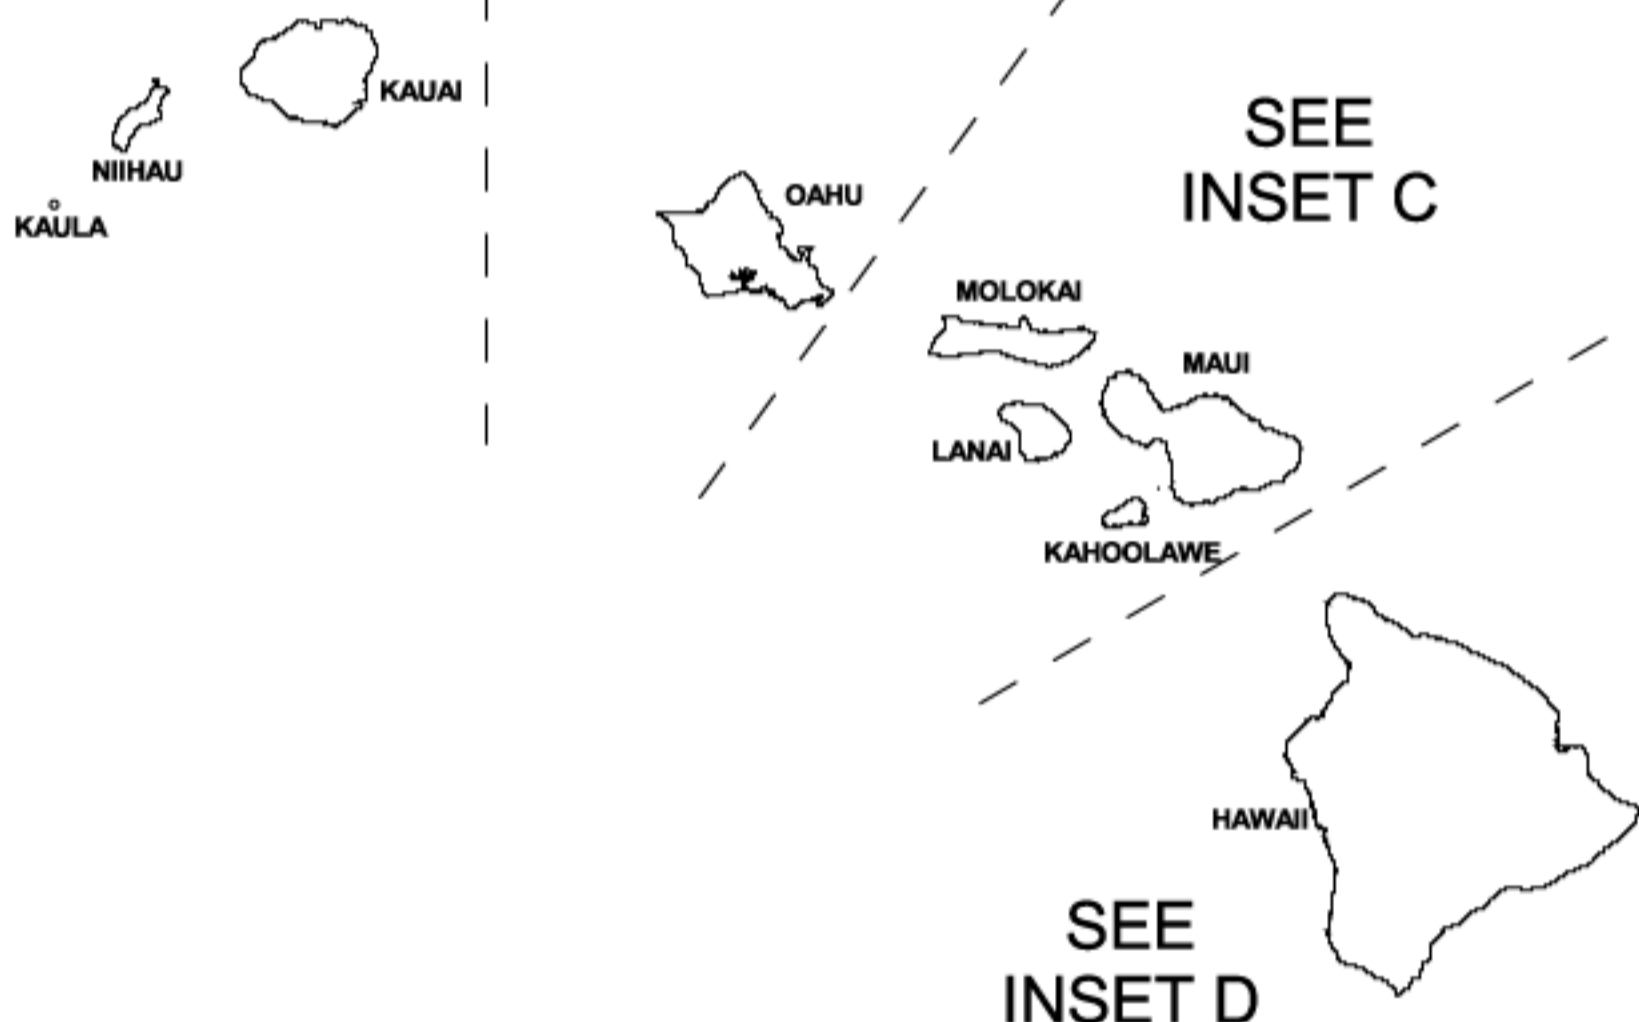 KAUAI
NIIHAU
KAULA
OAHU
SEE
INSET C
MOLOKAI
MAUI
LANAI
KAHOOLAWE
HAWAII
SEE
INSET D